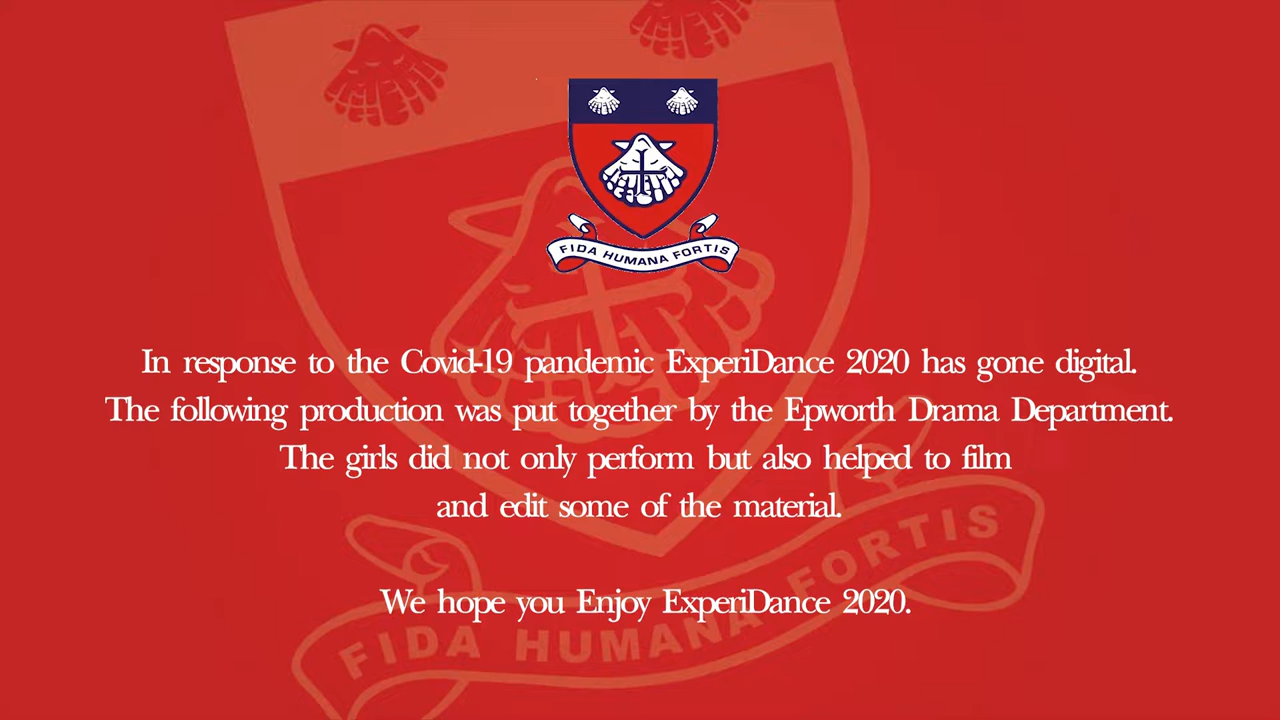 FIDA HUMANA FORTIS
In response to the Covid-19 pandemic ExperiDance 2020 has gone digital.
The following production was put together by the Epworth Drama Department.
The girls did not only perform but also helped to film
and edit some of the material.
We hope you Enjoy ExperiDance 2020.
FIDA HUMANA FORTIS